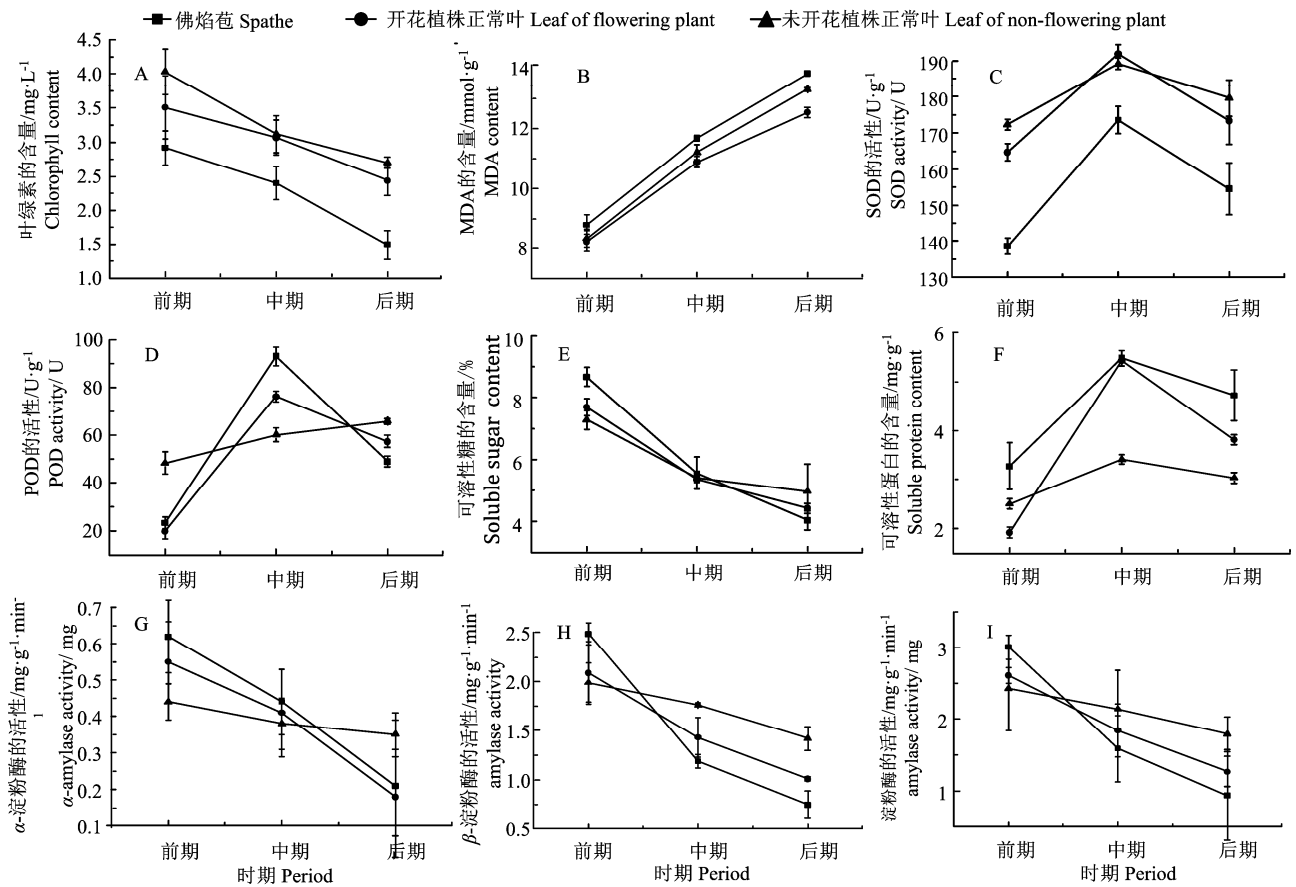 佛焰苞 Spathe 开花植株正常叶 Leaf of flowering plant 未开花植株正常叶 Leaf of non-flowering plant
叶绿素的含量/mg·L-1
Chlorophyll content
A
4.5
4.0
3.5
3.0
2.5
2.0
1.5
1.0
前期 中期 后期
MDA的含量/mmol·g-1
MDA content
B
14
12
10
8
前期 中期 后期
SOD的活性/U·g-1
SOD activity/ U
C
190
180
170
160
150
140
130
前期 中期 后期
POD的活性/U·g-1
POD activity/ U
D
100
80
60
40
20
前期 中期 后期
可溶性糖的含量/%
Soluble sugar content
E
10
8
6
4
前期 中期 后期
可溶性蛋白的含量/mg·g-1
Soluble protein content
F
6
4
2
前期 中期 后期
α-淀粉酶的活性/mg·g-1·min-
1
α-amylase activity/ mg
G
0.7
0.6
0.5
0.4
0.3
0.2
0.1
前期 中期 后期
时期 Period
β-淀粉酶的活性/mg·g-1·min-1
amylase activity
H
2.5
2.0
1.5
1.0
0.5
前期 中期 后期
时期 Period
淀粉酶的活性/mg·g-1·min-1
amylase activity/ mg
I
3
2
1
前期 中期 后期
时期 Period